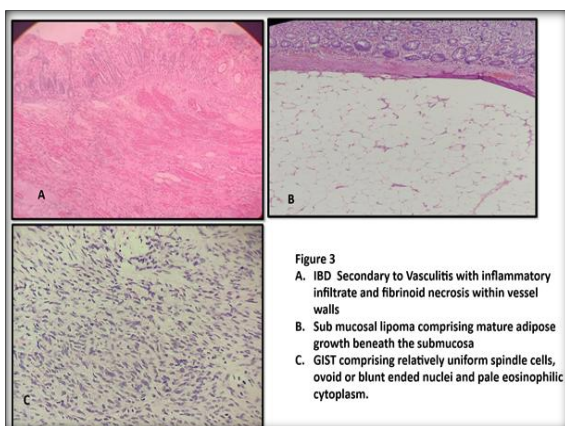 A
B
C
Figure 3
A. IBD Secondary to Vasculitis with inflammatory
infiltrate and fibrinoid necrosis within vessel
walls
B. Sub mucosal lipoma comprising mature adipose
growth beneath the submucosa
C. GIST comprising relatively uniform spindle cells,
ovoid or blunt ended nuclei and pale eosinophilic
cytoplasm.